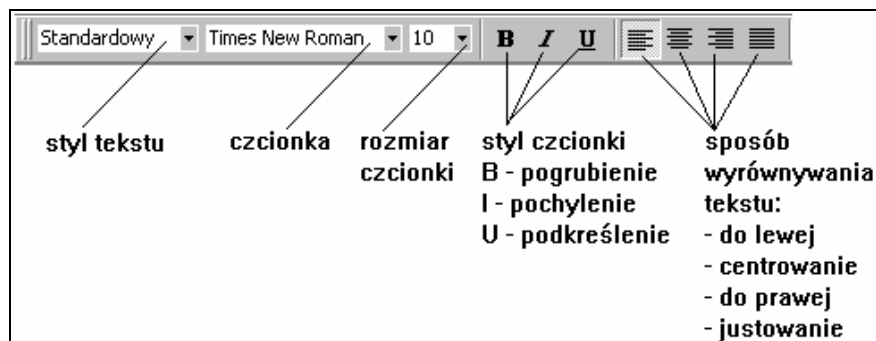 Standardowy Times New Roman 10 B I U
styl tekstu
czcionka
rozmiar
czcionki
styl czcionki
B - pogrubienie
I - pochylenie
U - podkreślenie
sposób
wyrównywania
tekstu:
- do lewej
- centrowanie
- do prawej
- justowanie